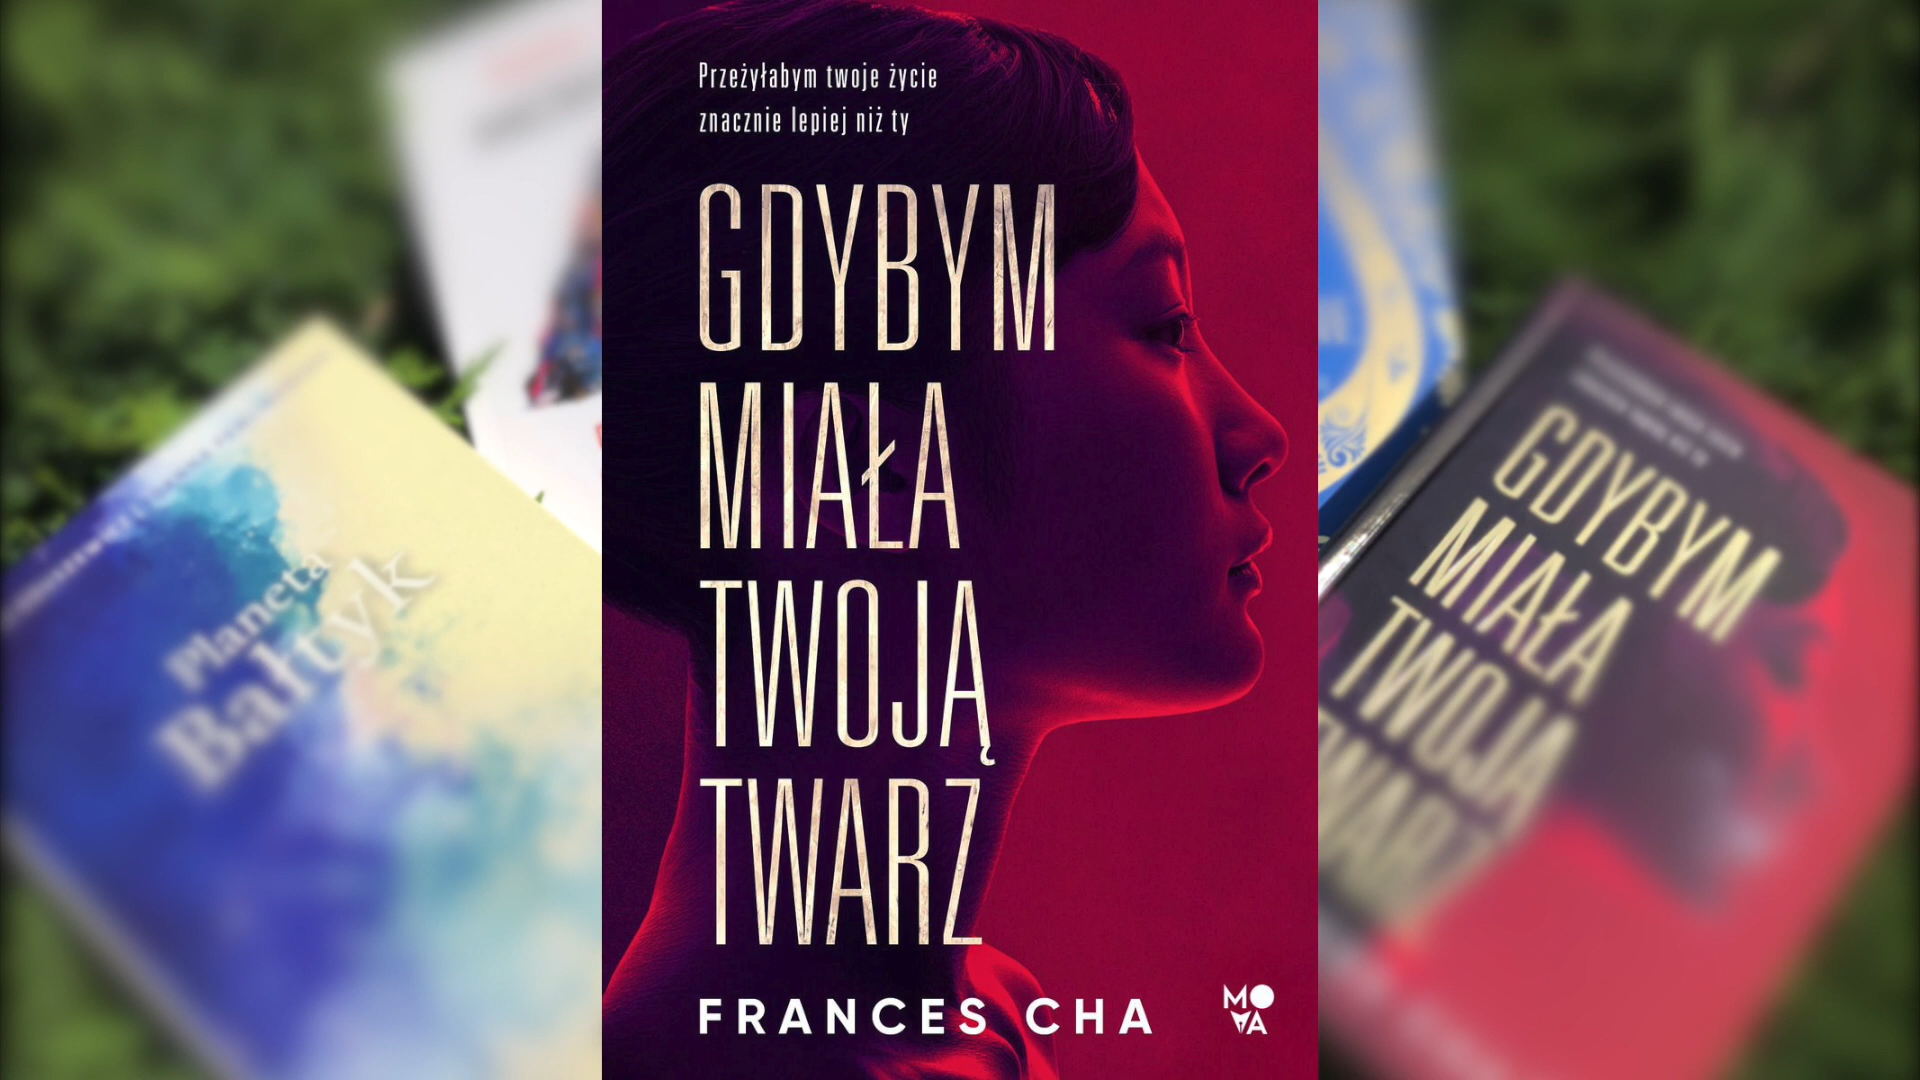 Przeżyłabym twoje życie
znacznie lepiej niż ty
GDYBYM
MIAŁA
TWOJĄ
TWARZ
FRANCES CHA
MOVA
Planeta
Bałtyk
GDYBYM
MIAŁA
TWOJĄ
TWARZ